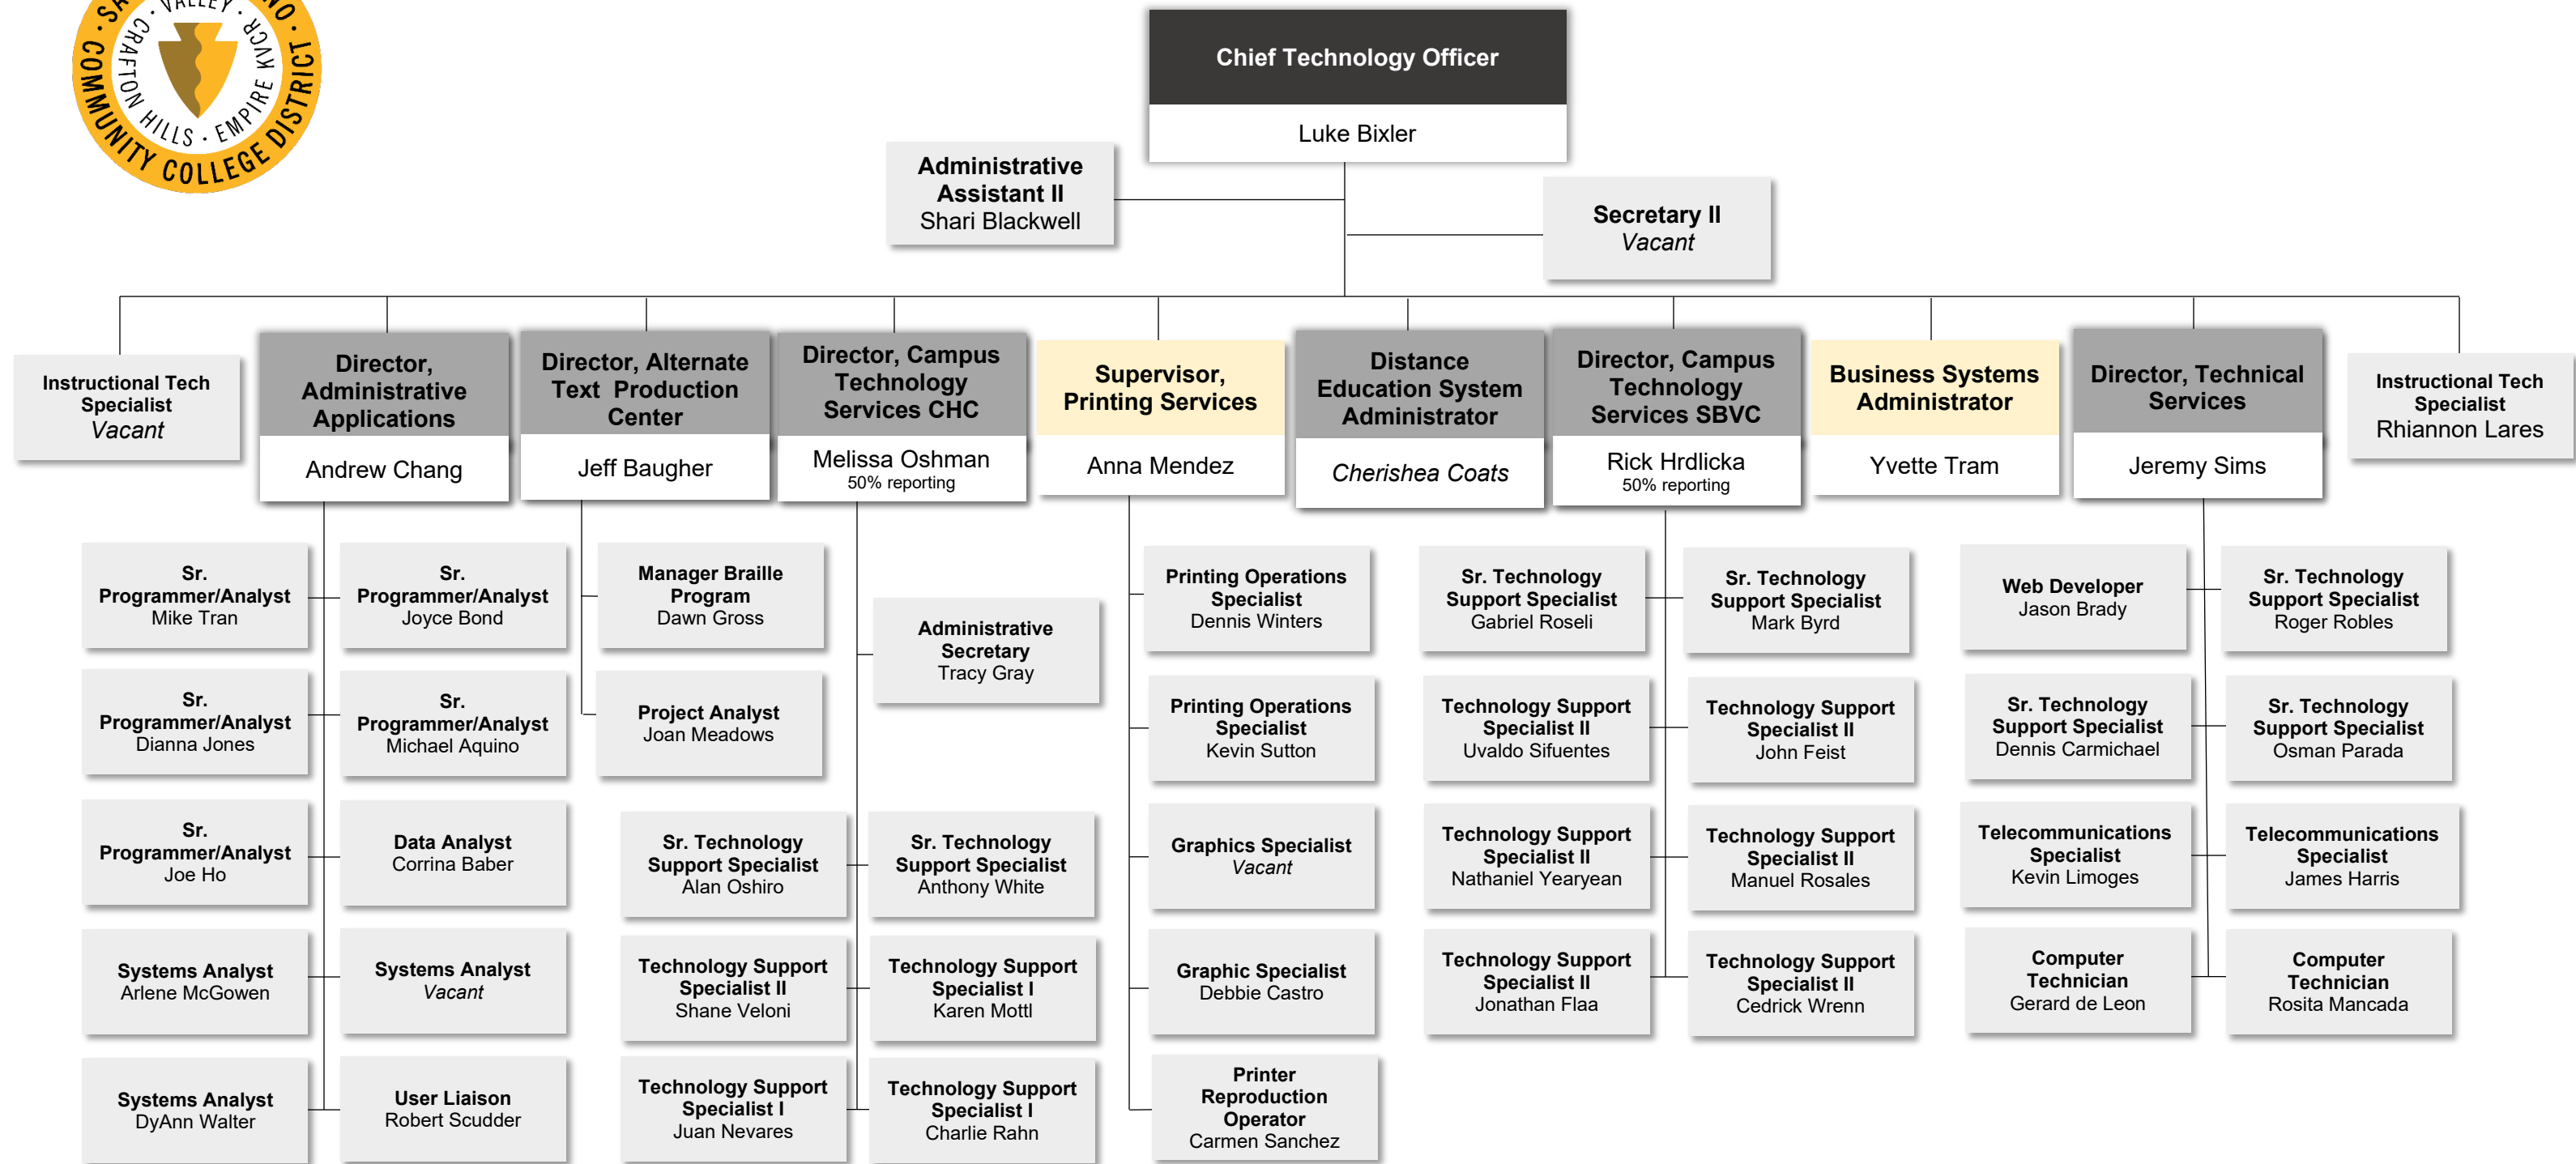 VALLEY · KVCR
CRAFTON HILLS · EMPIRE
COMMUNITY COLLEGE DISTRICT
Chief Technology Officer
Luke Bixler
Administrative
Assistant II
Shari Blackwell
Secretary II
Vacant
Instructional Tech
Specialist
Vacant
Director,
Administrative
Applications
Andrew Chang
Director, Alternate
Text Production
Center
Jeff Baugher
Director, Campus
Technology
Services CHC
Melissa Oshman
50% reporting
Supervisor,
Printing Services
Anna Mendez
Distance
Education System
Administrator
Cherishea Coats
Director, Campus
Technology
Services SBVC
Rick Hrdlicka
50% reporting
Business Systems
Administrator
Yvette Tram
Director, Technical
Services
Jeremy Sims
Instructional Tech
Specialist
Rhiannon Lares
Sr.
Programmer/Analyst
Mike Tran
Sr.
Programmer/Analyst
Joyce Bond
Sr.
Programmer/Analyst
Dianna Jones
Sr.
Programmer/Analyst
Michael Aquino
Sr.
Programmer/Analyst
Joe Ho
Data Analyst
Corrina Baber
Systems Analyst
Arlene McGowen
Systems Analyst
Vacant
Systems Analyst
DyAnn Walter
User Liaison
Robert Scudder
Manager Braille
Program
Dawn Gross
Project Analyst
Joan Meadows
Administrative
Secretary
Tracy Gray
Sr. Technology
Support Specialist
Alan Oshiro
Sr. Technology
Support Specialist
Anthony White
Technology Support
Specialist II
Shane Veloni
Technology Support
Specialist I
Karen Mottl
Technology Support
Specialist I
Juan Nevares
Technology Support
Specialist I
Charlie Rahn
Printing Operations
Specialist
Dennis Winters
Printing Operations
Specialist
Kevin Sutton
Graphics Specialist
Vacant
Graphic Specialist
Debbie Castro
Printer
Reproduction
Operator
Carmen Sanchez
Sr. Technology
Support Specialist
Gabriel Roseli
Sr. Technology
Support Specialist
Mark Byrd
Technology Support
Specialist II
Uvaldo Sifuentes
Technology Support
Specialist II
John Feist
Technology Support
Specialist II
Nathaniel Yearyean
Technology Support
Specialist II
Manuel Rosales
Technology Support
Specialist II
Jonathan Flaa
Technology Support
Specialist II
Cedrick Wrenn
Web Developer
Jason Brady
Sr. Technology
Support Specialist
Roger Robles
Sr. Technology
Support Specialist
Dennis Carmichael
Sr. Technology
Support Specialist
Osman Parada
Telecommunications
Specialist
Kevin Limoges
Telecommunications
Specialist
James Harris
Computer
Technician
Gerard de Leon
Computer
Technician
Rosita Mancada